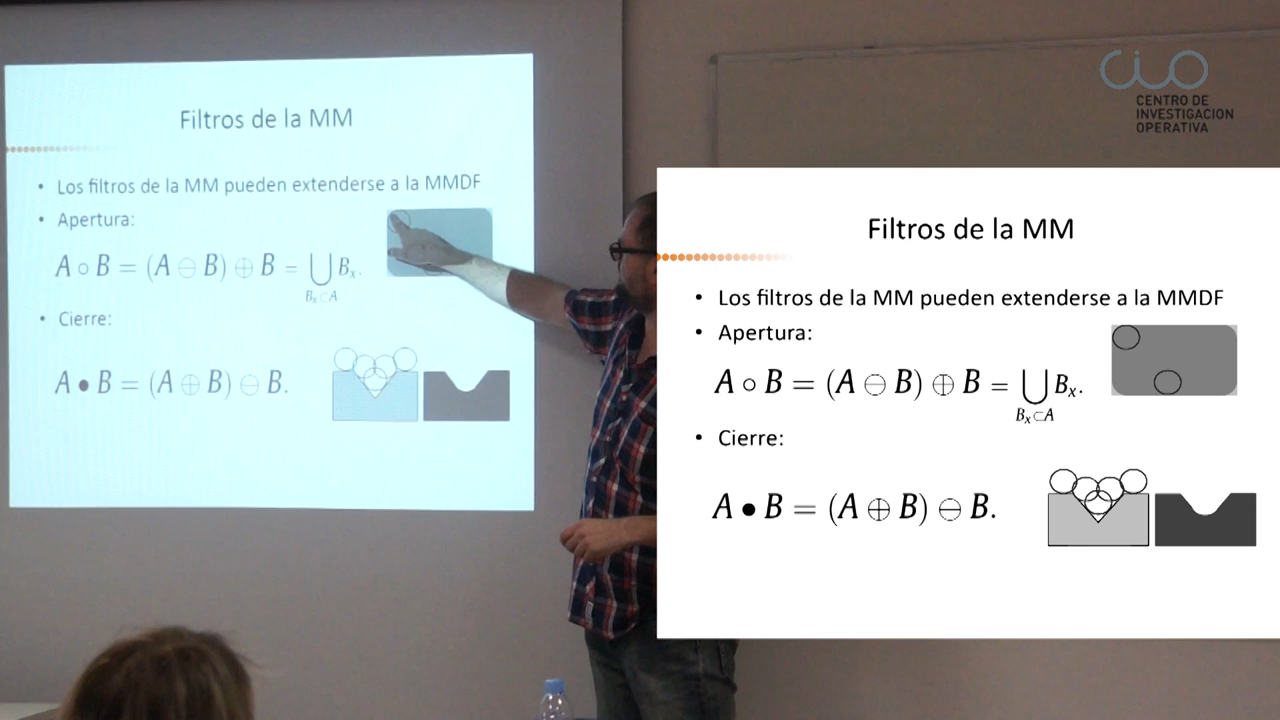 Filtros de la MM
• Los filtros de la MM pueden extenderse a la MMDF
• Apertura:
A ∘ B = (A ⊖ B) ⊕ B = ⋃ Bₓ.
Bₓ⊂A
• Cierre:
A • B = (A ⊕ B) ⊖ B.
cio
CENTRO DE
INVESTIGACION
OPERATIVA
Filtros de la MM
• Los filtros de la MM pueden extenderse a la MMDF
• Apertura:
A ∘ B = (A ⊖ B) ⊕ B = ⋃ Bₓ.
Bₓ⊂A
• Cierre:
A • B = (A ⊕ B) ⊖ B.